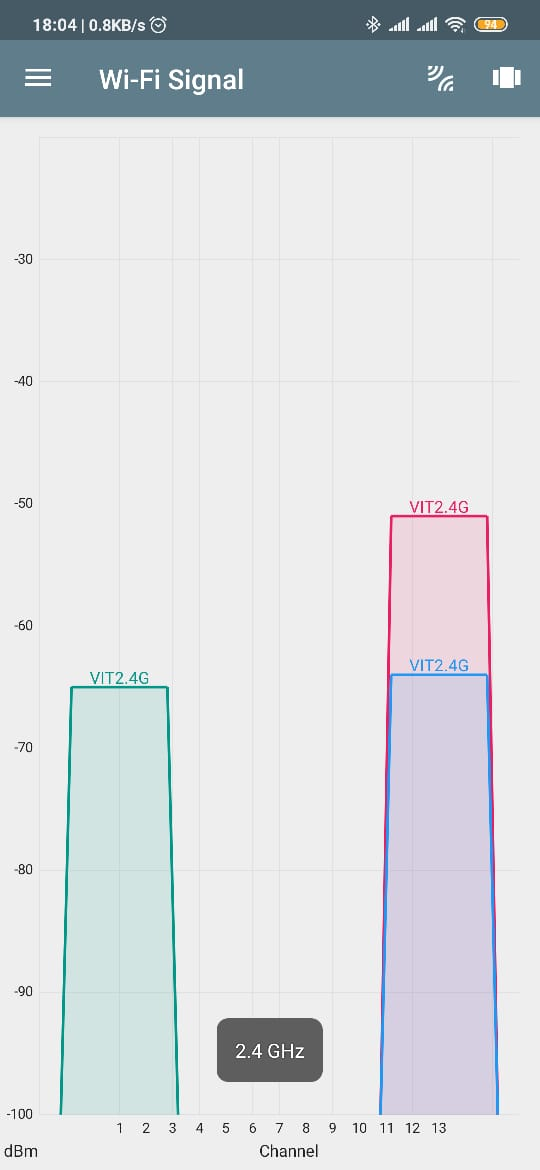 18:04 | 0.8KB/s 94
Wi-Fi Signal
-30
-40
-50
VIT2.4G
-60
VIT2.4G
VIT2.4G
-70
-80
-90
2.4 GHz
-100
1 2 3 4 5 6 7 8 9 10 11 12 13
dBm Channel